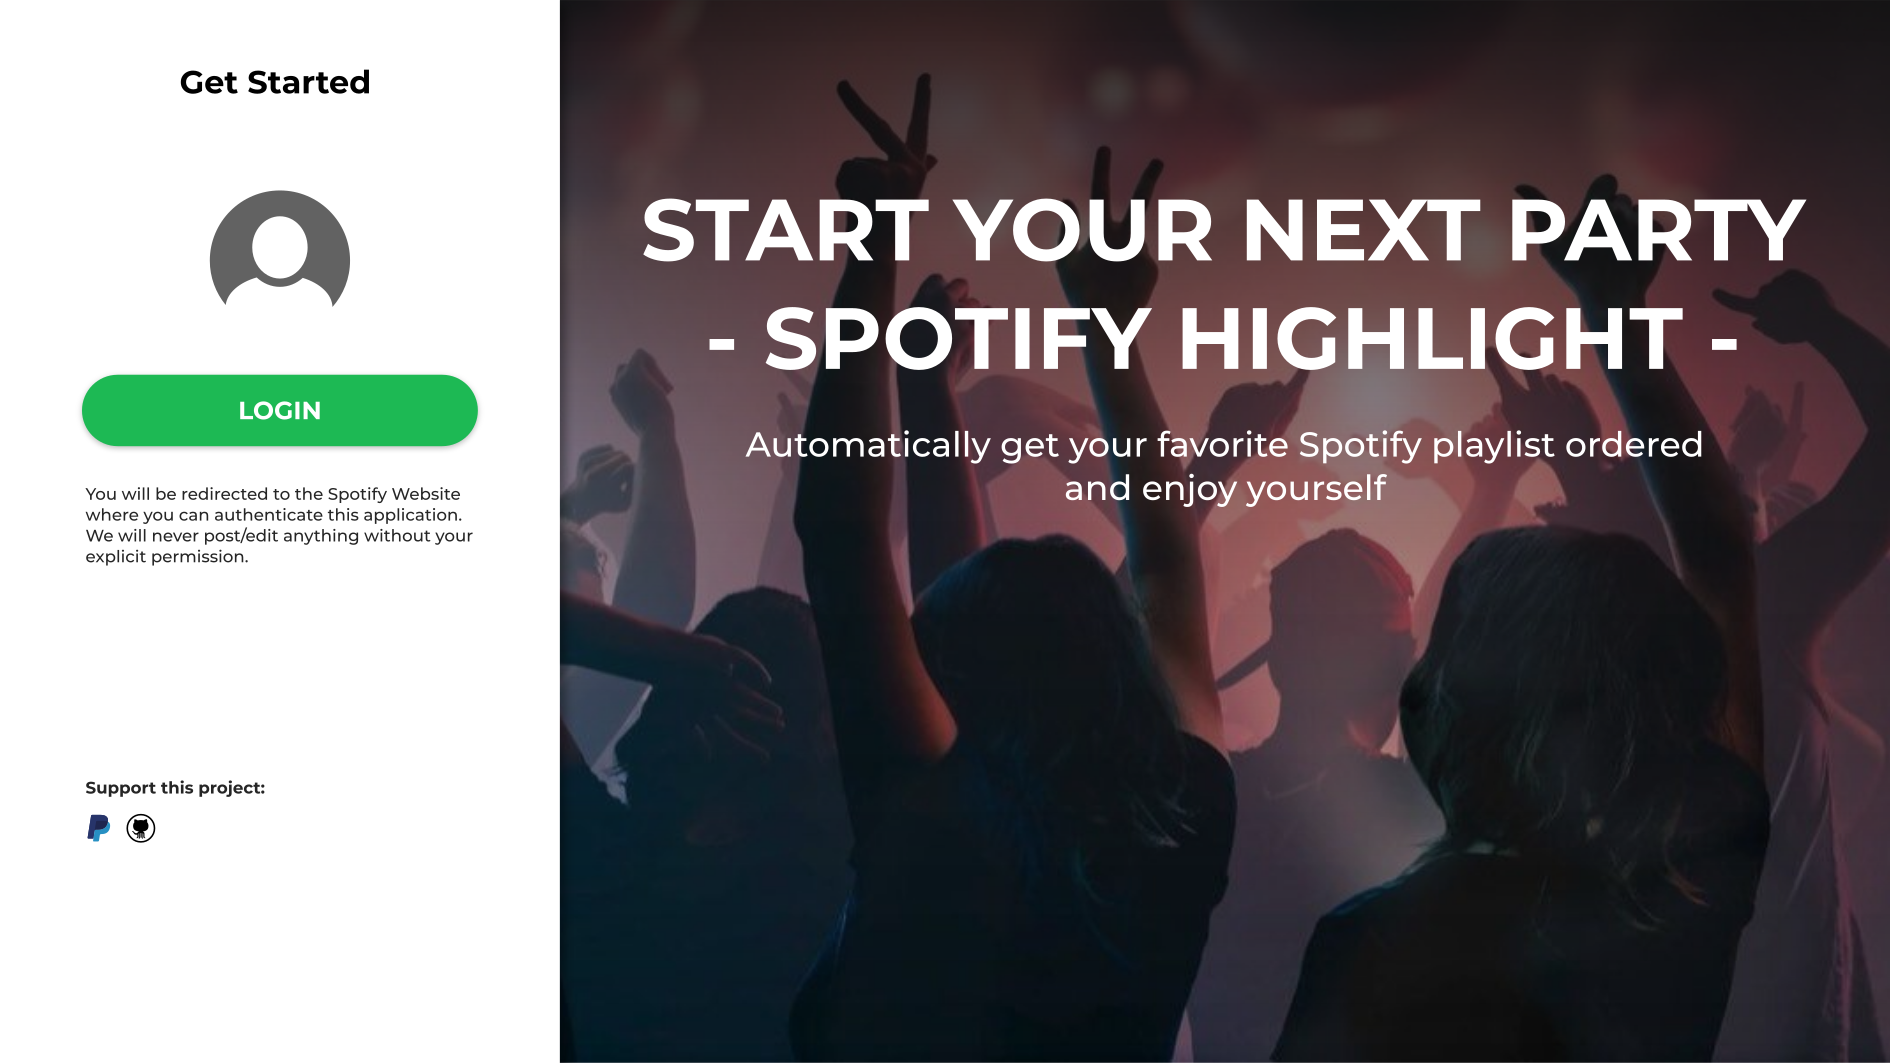 Get Started
LOGIN
You will be redirected to the Spotify Website
where you can authenticate this application.
We will never post/edit anything without your
explicit permission.
Support this project:
START YOUR NEXT PARTY
- SPOTIFY HIGHLIGHT -
Automatically get your favorite Spotify playlist ordered
and enjoy yourself